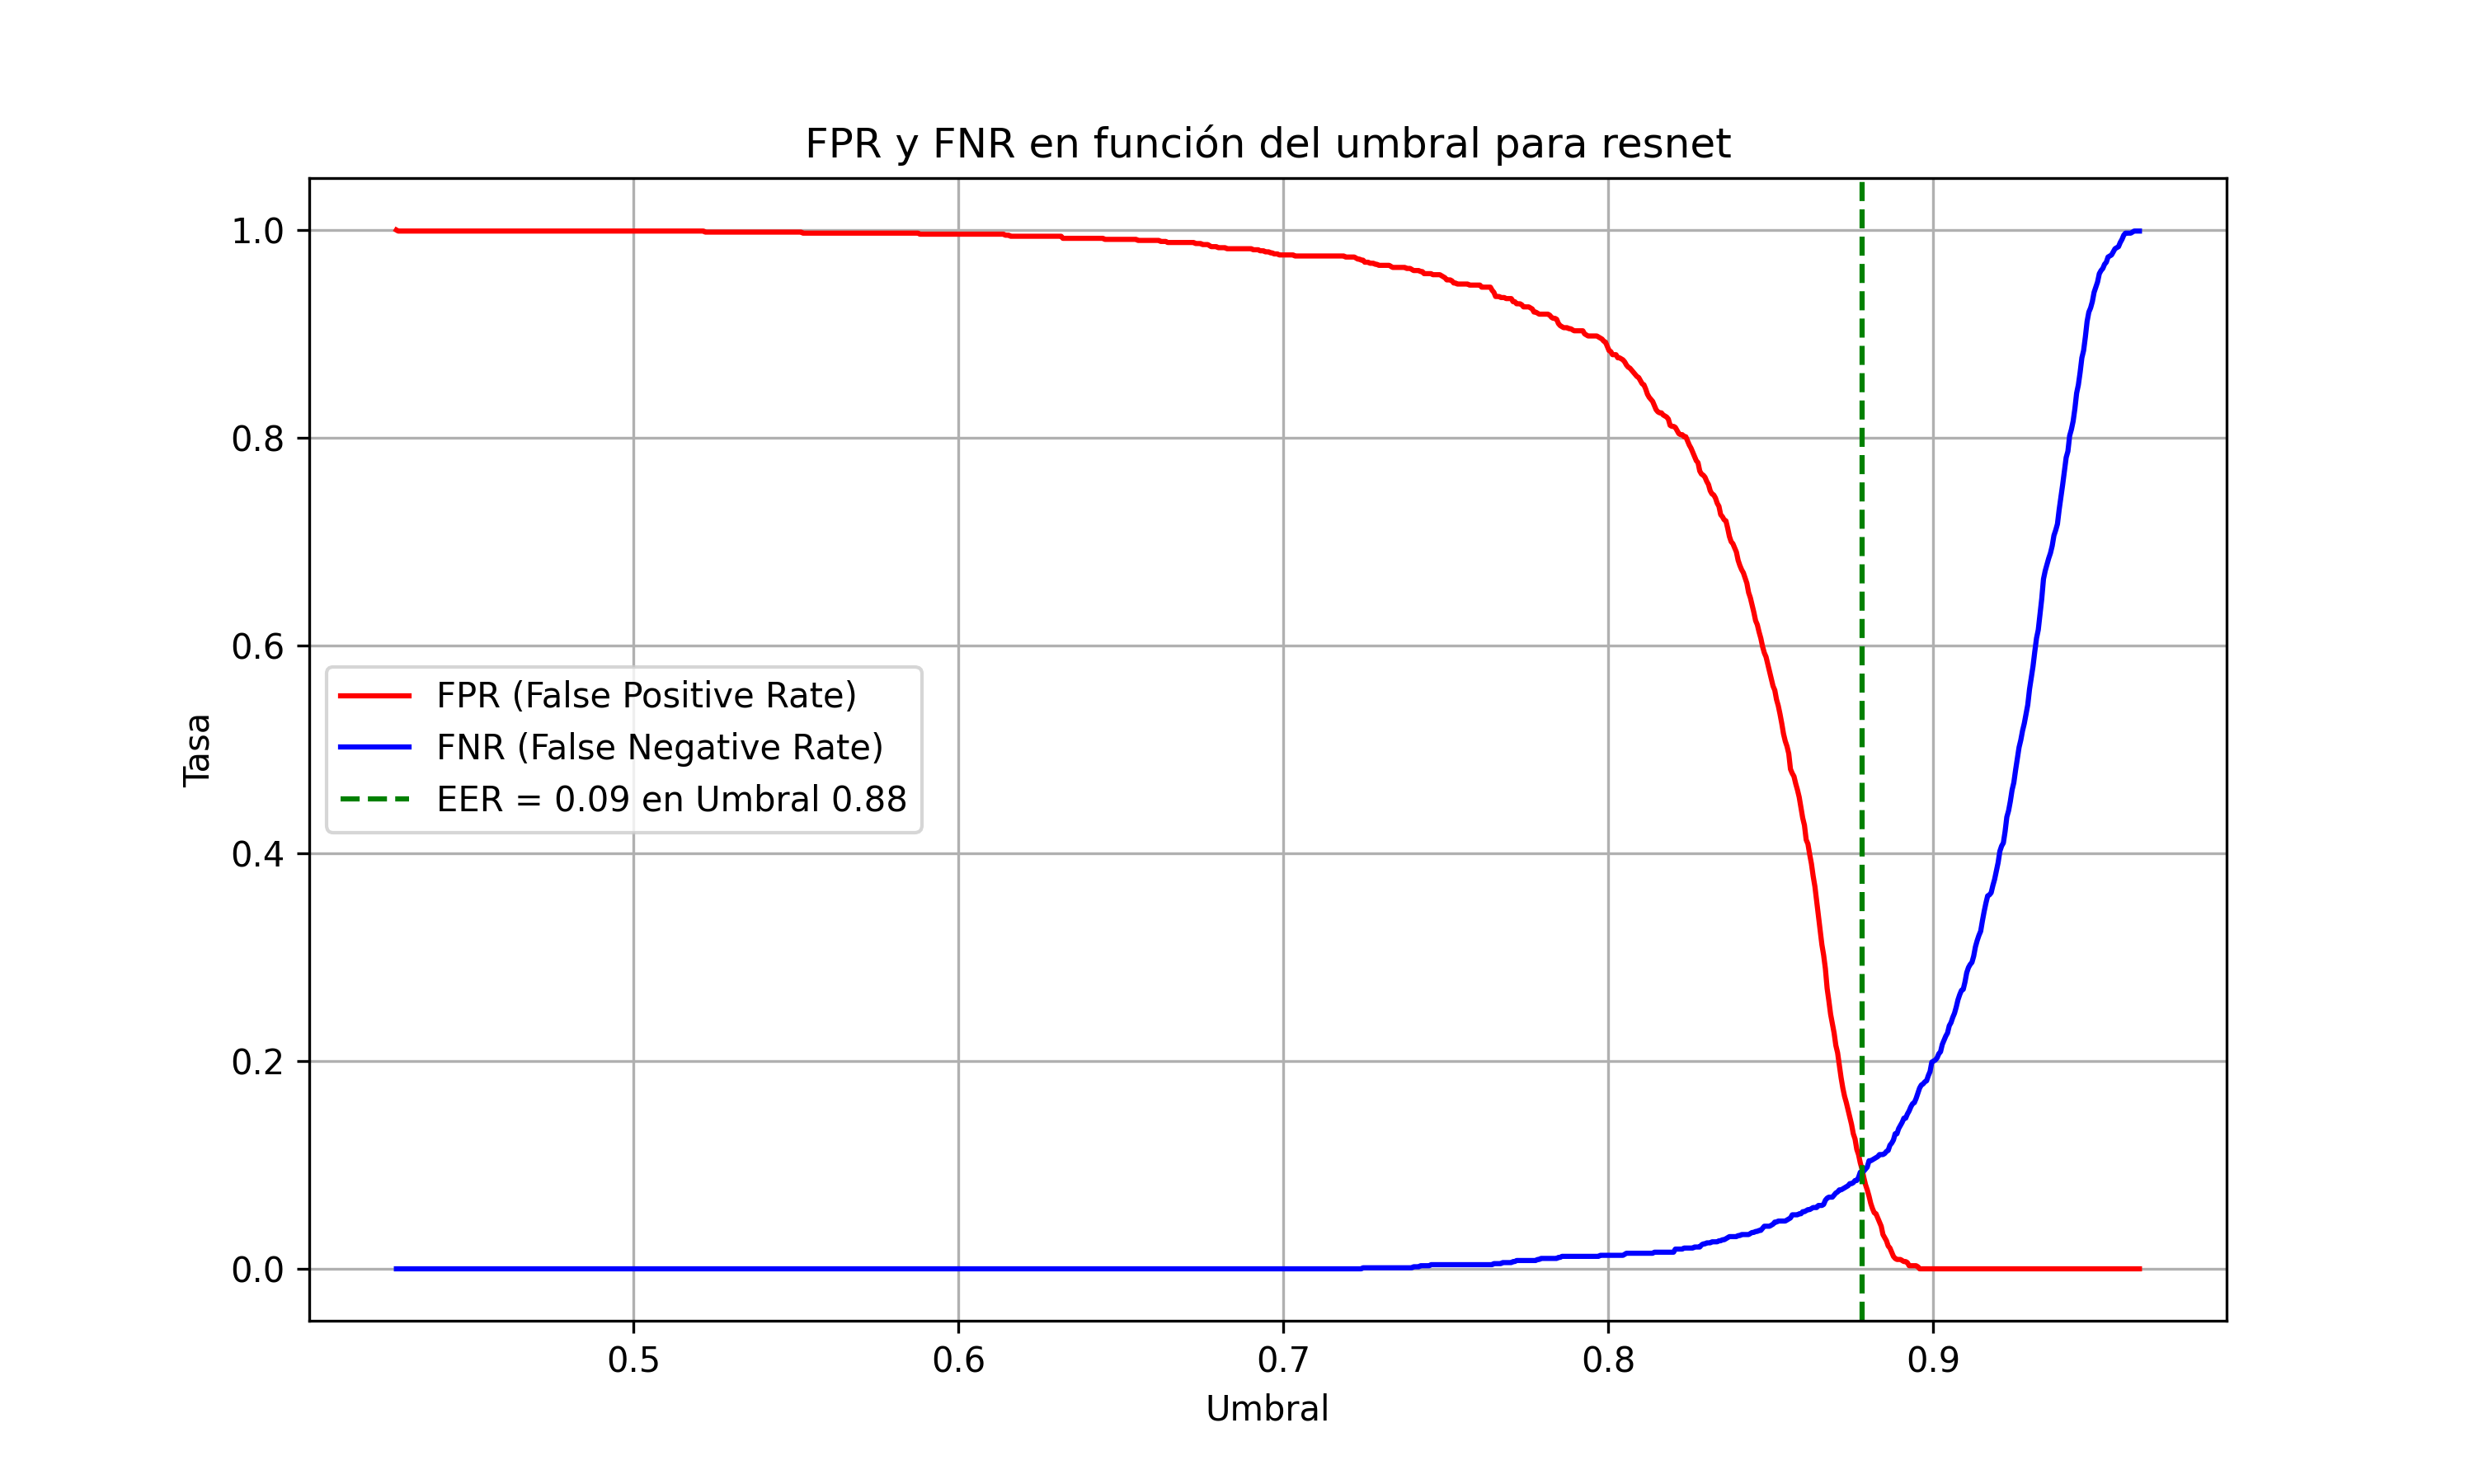 FPR y FNR en función del umbral para resnet
1.0
0.8
0.6
0.4
0.2
0.0
Tasa
FPR (False Positive Rate)
FNR (False Negative Rate)
EER = 0.09 en Umbral 0.88
0.5 0.6 0.7 0.8 0.9
Umbral